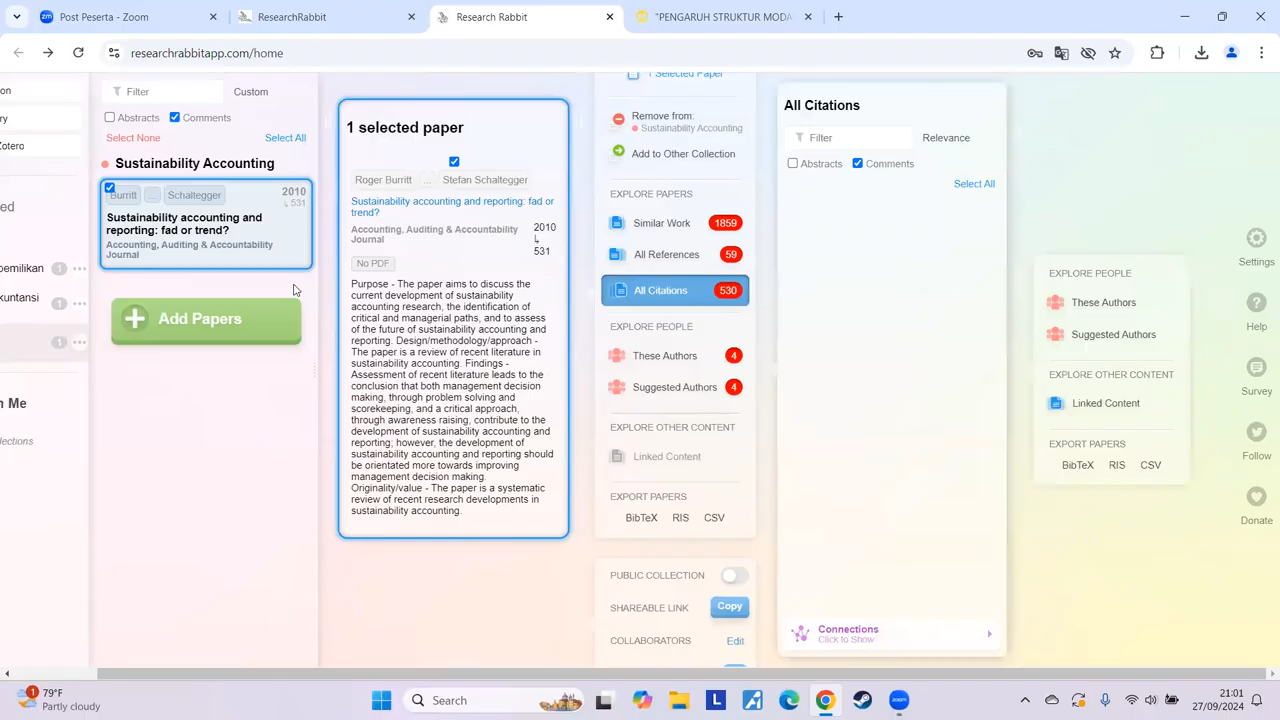 Post Peserta - Zoom
ResearchRabbit
Research Rabbit
"PENGARUH STRUKTUR MODA
researchrabbitapp.com/home
on
ry
Zotero
ed
pemilikan 1
kuntansi 1
1
n Me
lections
Filter
Custom
Abstracts
Comments
Select None
Select All
Sustainability Accounting
Burritt
...
Schaltegger
2010
531
Sustainability accounting and
reporting: fad or trend?
Accounting, Auditing & Accountability
Journal
Add Papers
1 selected paper
Roger Burritt ... Stefan Schaltegger
Sustainability accounting and reporting: fad or
trend?
Accounting, Auditing & Accountability
Journal
2010
531
No PDF
Purpose - The paper aims to discuss the
current development of sustainability
accounting research, the identification of
critical and managerial paths, and to assess
of the future of sustainability accounting and
reporting. Design/methodology/approach -
The paper is a review of recent literature in
sustainability accounting. Findings -
Assessment of recent literature leads to the
conclusion that both management decision
making, through problem solving and
scorekeeping, and a critical approach,
through awareness raising, contribute to the
development of sustainability accounting and
reporting; however, the development of
sustainability accounting and reporting should
be orientated more towards improving
management decision making.
Originality/value - The paper is a systematic
review of recent research developments in
sustainability accounting.
1 Selected Paper
Remove from:
Sustainability Accounting
Add to Other Collection
EXPLORE PAPERS
Similar Work 1859
All References 59
All Citations 530
EXPLORE PEOPLE
These Authors 4
Suggested Authors 4
EXPLORE OTHER CONTENT
Linked Content
EXPORT PAPERS
BibTeX RIS CSV
PUBLIC COLLECTION
SHAREABLE LINK Copy
COLLABORATORS Edit
All Citations
Filter
Relevance
Abstracts
Comments
Select All
Connections
Click to Show
EXPLORE PEOPLE
These Authors
Suggested Authors
EXPLORE OTHER CONTENT
Linked Content
EXPORT PAPERS
BibTeX RIS CSV
Settings
Help
Survey
Follow
Donate
1
79°F
Partly cloudy
Search
21:01
27/09/2024